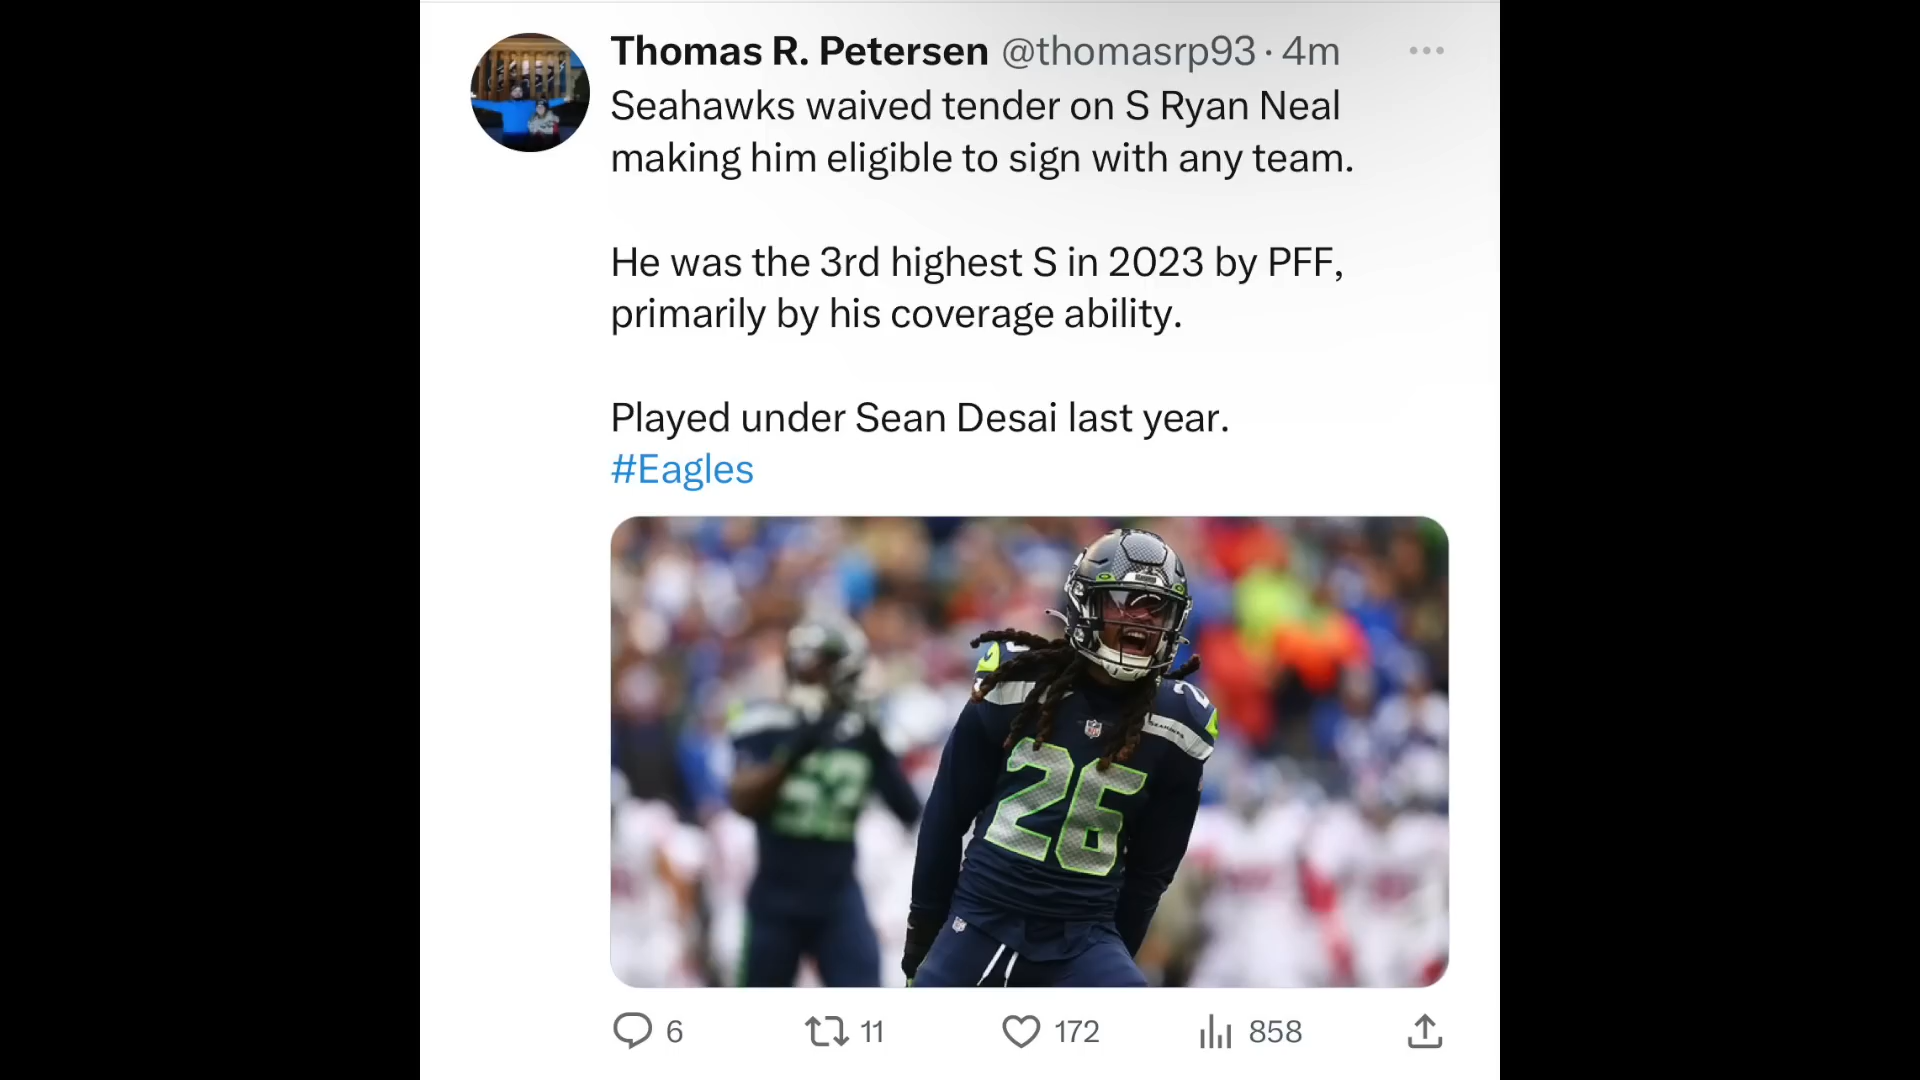 Thomas R. Petersen @thomasrp93 · 4m
Seahawks waived tender on S Ryan Neal
making him eligible to sign with any team.
He was the 3rd highest S in 2023 by PFF,
primarily by his coverage ability.
Played under Sean Desai last year.
#Eagles
26
6 11 172 858